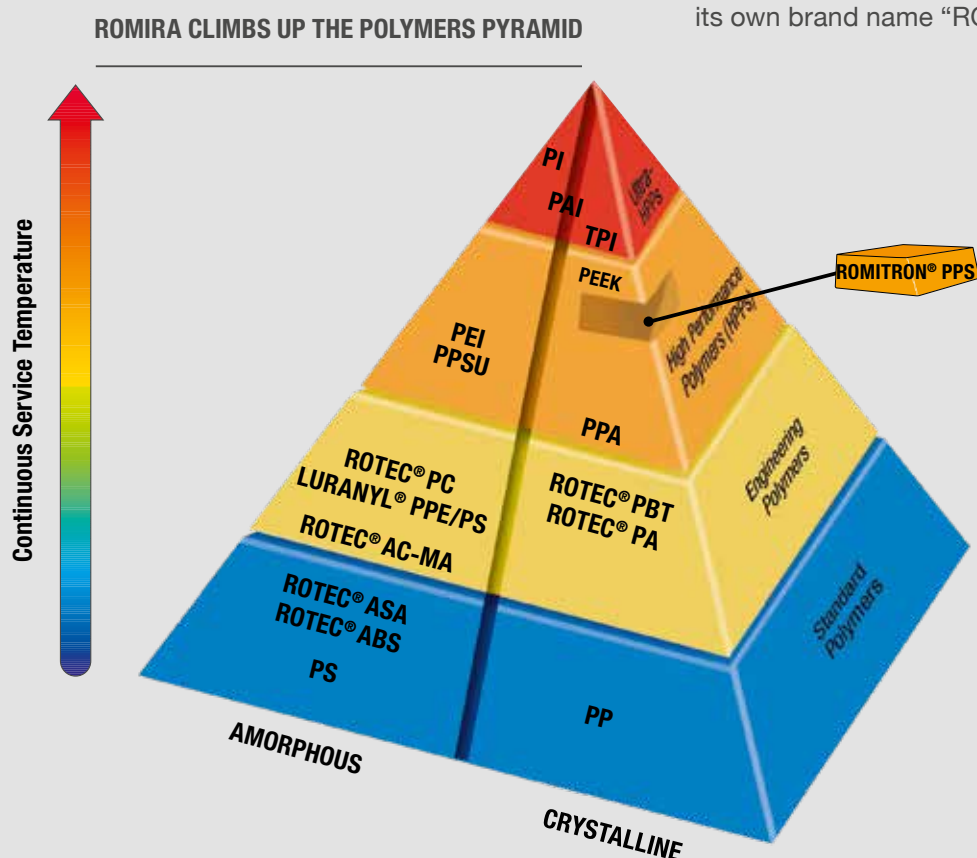 its own brand name “RO
ROMIRA CLIMBS UP THE POLYMERS PYRAMID
Continuous Service Temperature
PI
PAI
TPI
Ultra-
HPPs
PEEK
ROMITRON® PPS
PEI
PPSU
High Performance
Polymers (HPPs)
PPA
ROTEC® PC
LURANYL® PPE/PS
ROTEC® AC-MA
ROTEC® PBT
ROTEC® PA
Engineering
Polymers
ROTEC® ASA
ROTEC® ABS
PS
PP
Standard
Polymers
AMORPHOUS
CRYSTALLINE